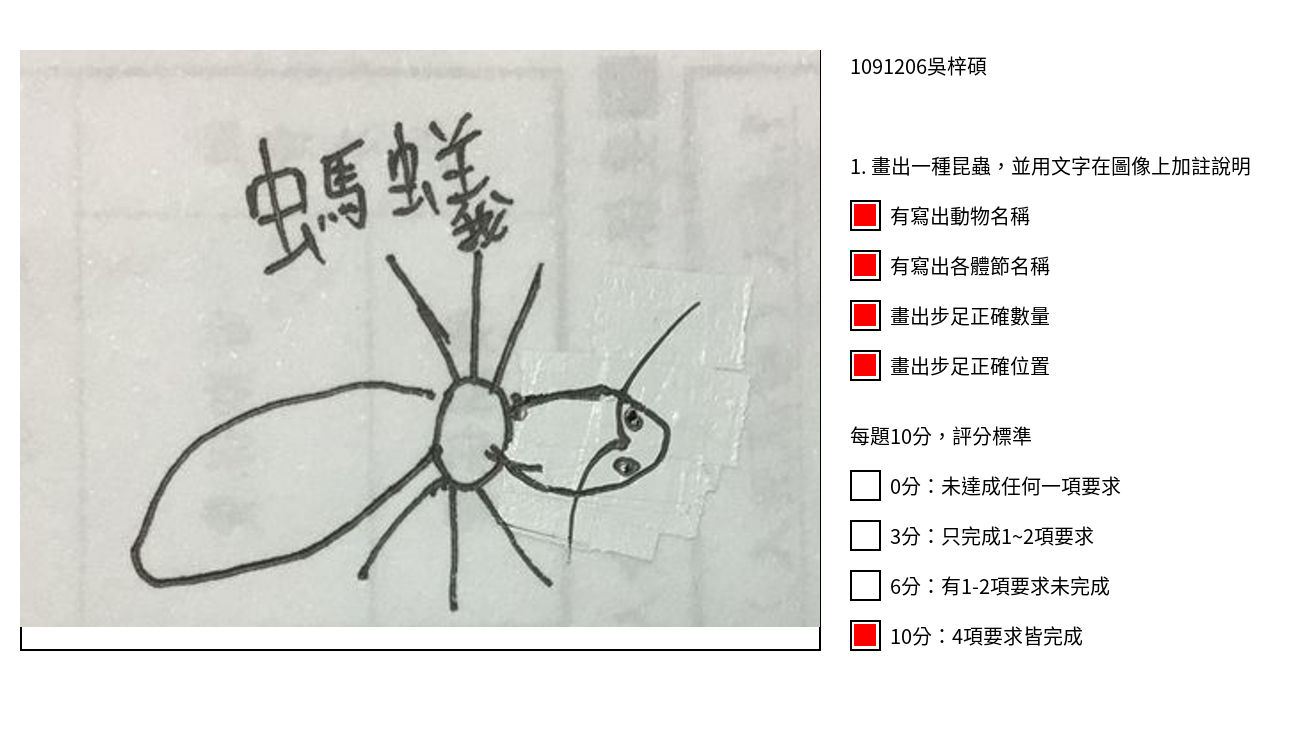 螞蟻
1091206吳梓碩
1. 畫出一種昆蟲，並用文字在圖像上加註說明
有寫出動物名稱
有寫出各體節名稱
畫出步足正確數量
畫出步足正確位置
每題10分，評分標準
0分：未達成任何一項要求
3分：只完成1~2項要求
6分：有1-2項要求未完成
10分：4項要求皆完成